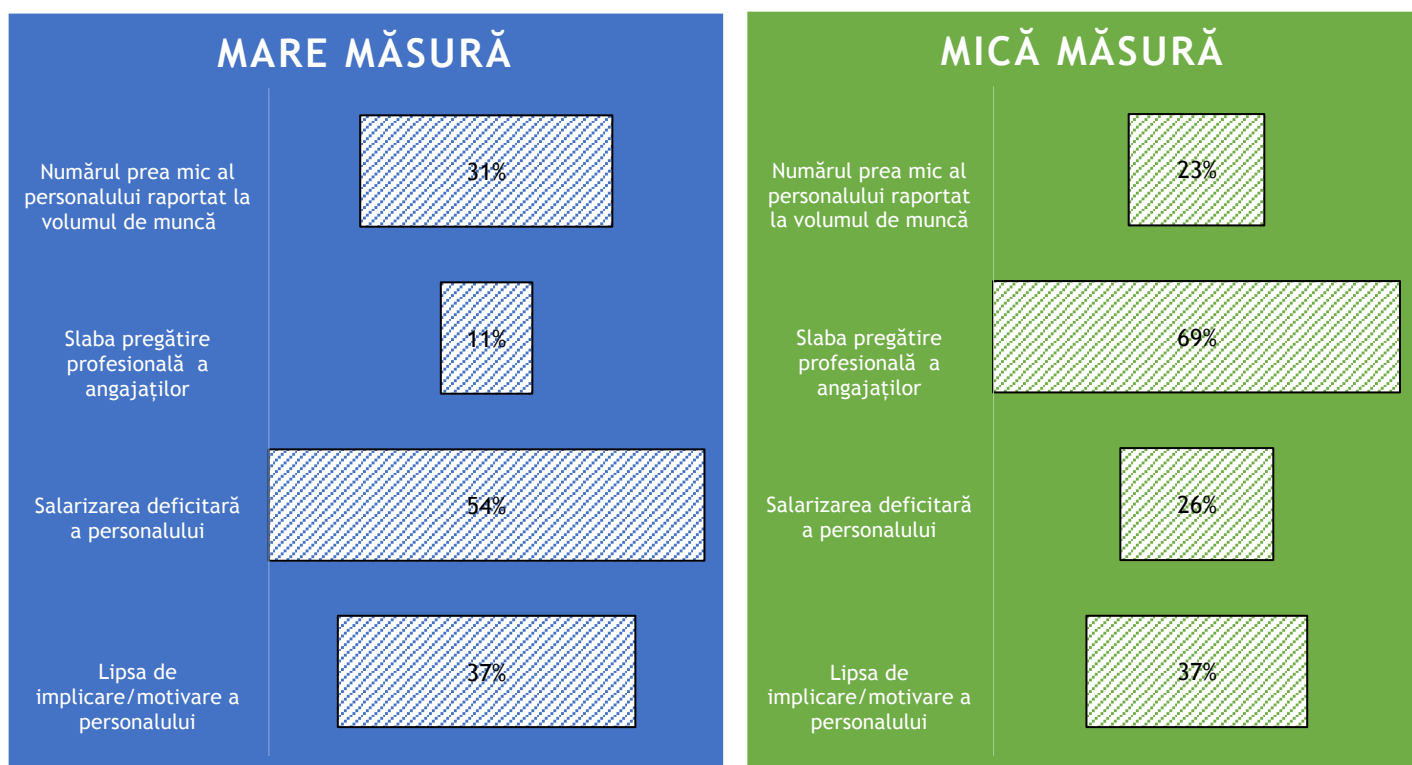 MARE MĂSURĂ
Numărul prea mic al
personalului raportat la
volumul de muncă
31%
Slaba pregătire
profesională a
angajaților
11%
Salarizarea deficitară
a personalului
54%
Lipsa de
implicare/motivare a
personalului
37%
MICĂ MĂSURĂ
Numărul prea mic al
personalului raportat
la volumul de muncă
23%
Slaba pregătire
profesională a
angajaților
69%
Salarizarea deficitară
a personalului
26%
Lipsa de
implicare/motivare a
personalului
37%